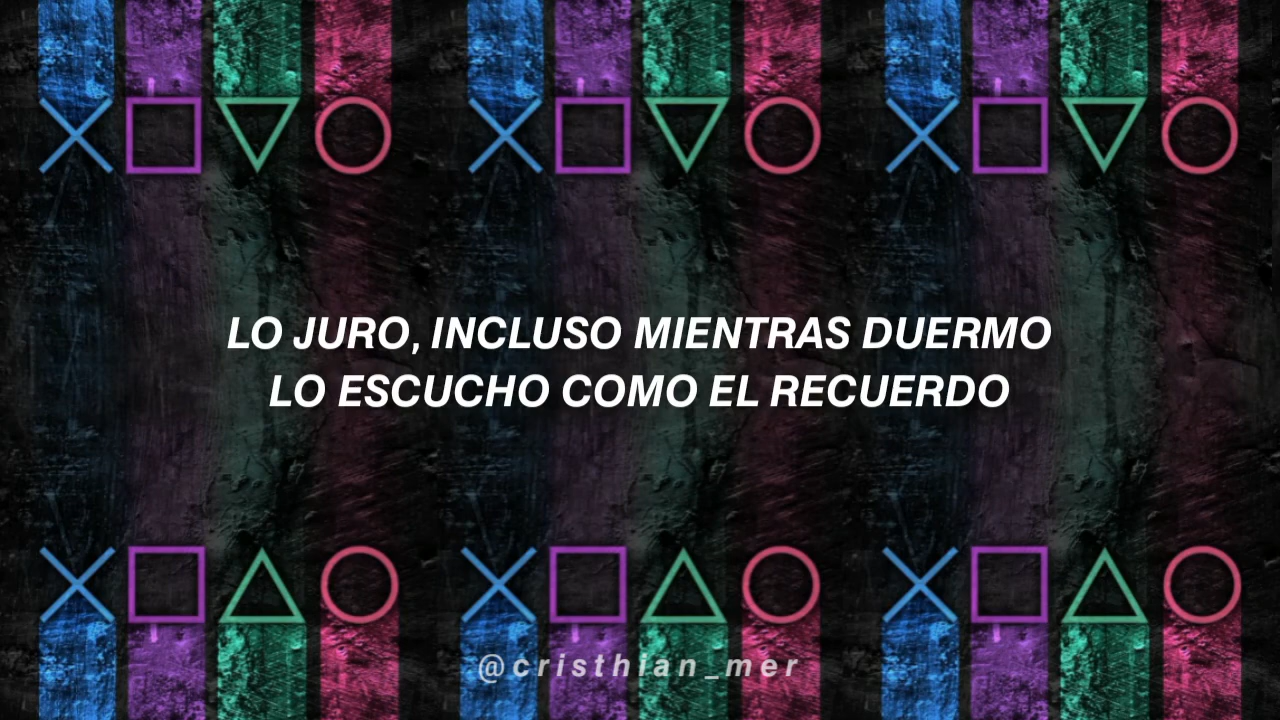 LO JURO, INCLUSO MIENTRAS DUERMO
LO ESCUCHO COMO EL RECUERDO
@cristhian_mer